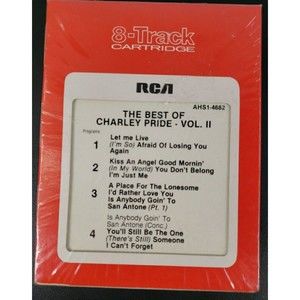 8-Track
CARTRIDGE
RCA
AHS1-4682
THE BEST OF
CHARLEY PRIDE - VOL. II
Programs
1 Let me Live
(I'm So) Afraid Of Losing You
Again
2 Kiss An Angel Good Mornin'
(In My World) You Don't Belong
I'm Just Me
3 A Place For The Lonesome
I'd Rather Love You
Is Anybody Goin' To
San Antone (Pt. 1)
Is Anybody Goin' To
San Antone (Conc.)
4 You'll Still Be The One
(There's Still) Someone
I Can't Forget